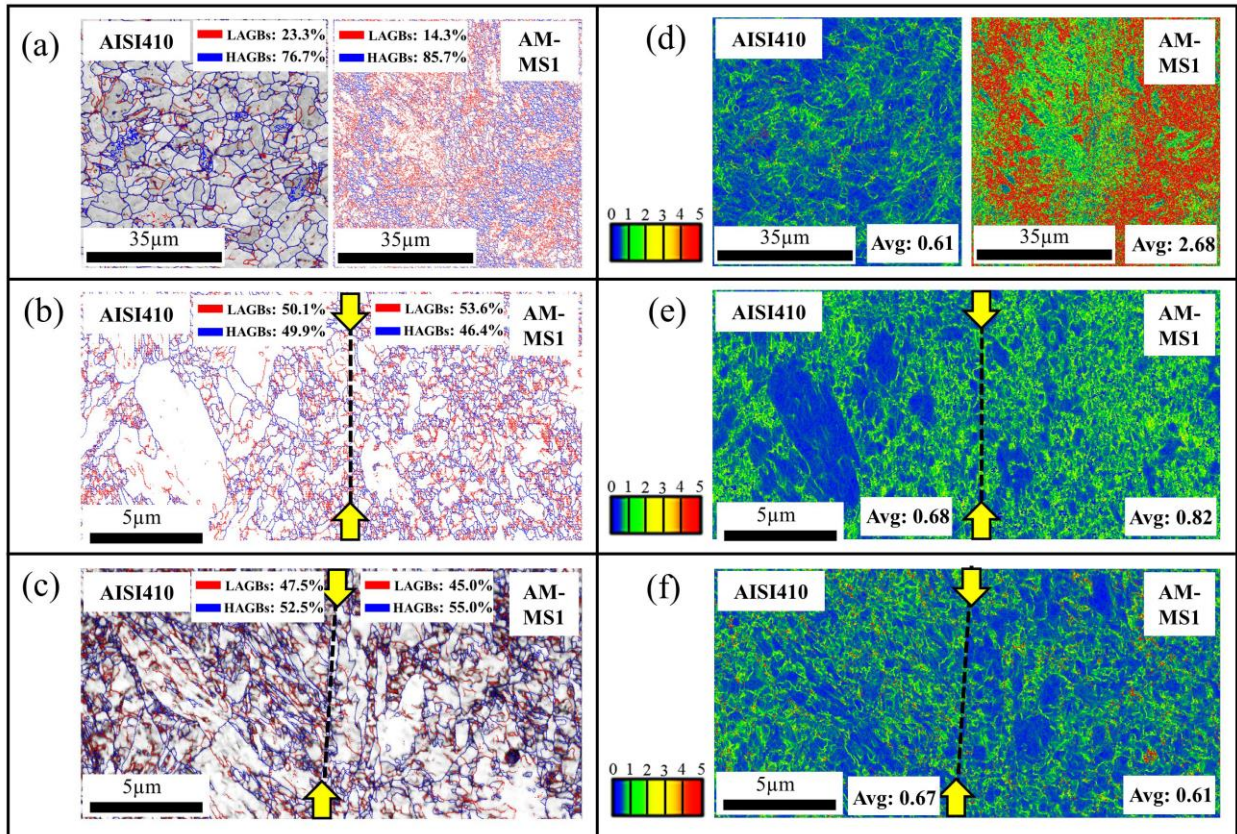 (a)
AISI410
LAGBs: 23.3%
HAGBs: 76.7%
LAGBs: 14.3%
HAGBs: 85.7%
AM-
MS1
35μm
35μm
(d)
AISI410
AM-
MS1
0 1 2 3 4 5
35μm
Avg: 0.61
35μm
Avg: 2.68
(b)
AISI410
LAGBs: 50.1%
HAGBs: 49.9%
LAGBs: 53.6%
HAGBs: 46.4%
AM-
MS1
5μm
(e)
AISI410
AM-
MS1
0 1 2 3 4 5
5μm
Avg: 0.68
Avg: 0.82
(c)
AISI410
LAGBs: 47.5%
HAGBs: 52.5%
LAGBs: 45.0%
HAGBs: 55.0%
AM-
MS1
5μm
(f)
AISI410
AM-
MS1
0 1 2 3 4 5
5μm
Avg: 0.67
Avg: 0.61